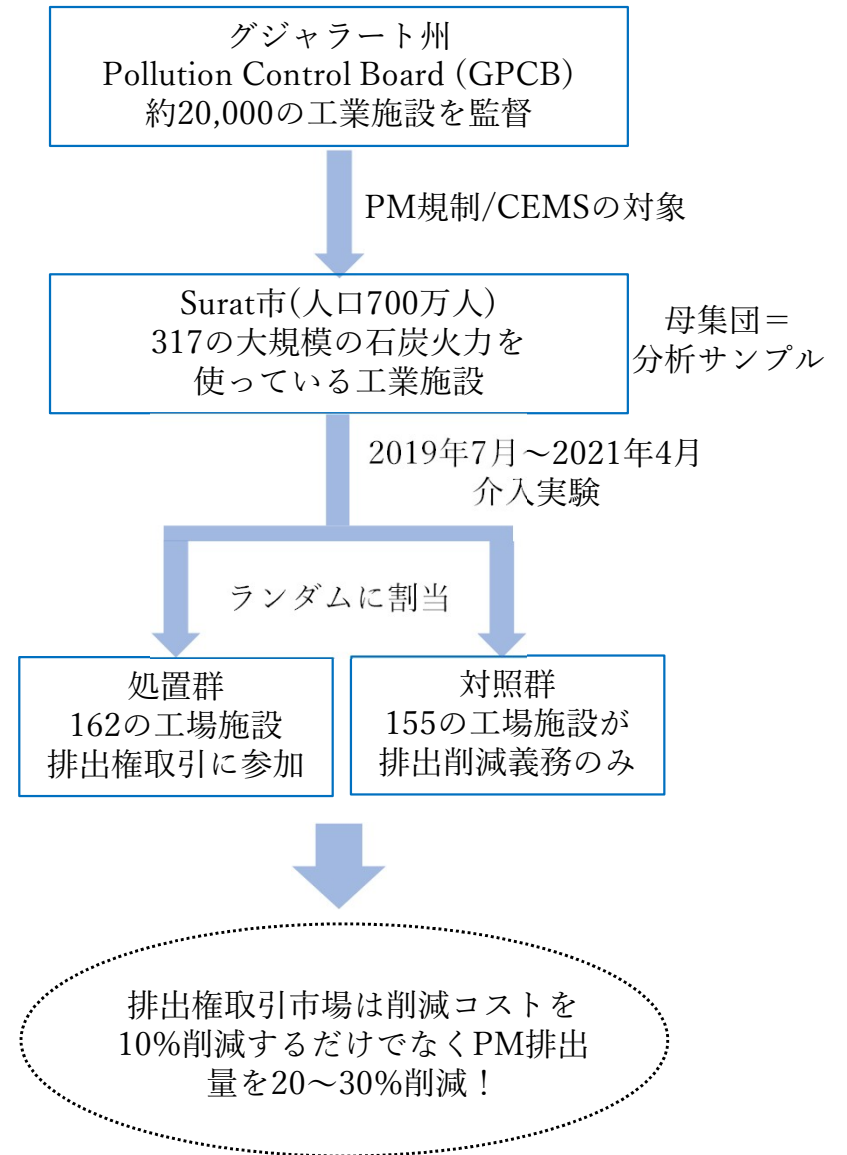 グジャラート州
Pollution Control Board (GPCB)
約20,000の工業施設を監督
PM規制/CEMSの対象
Surat市(人口700万人)
317の大規模の石炭火力を
使っている工業施設
母集団＝
分析サンプル
2019年7月～2021年4月
介入実験
ランダムに割当
処置群
162の工場施設
排出権取引に参加
対照群
155の工場施設が
排出削減義務のみ
排出権取引市場は削減コストを
10%削減するだけでなくPM排出
量を20～30%削減！